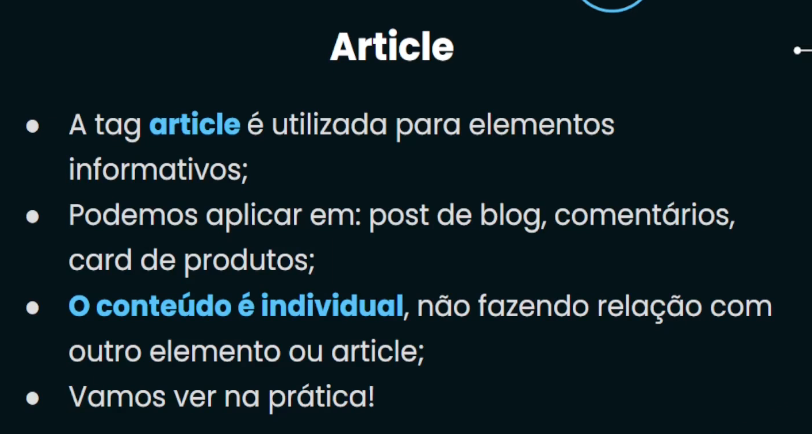 Article
● A tag article é utilizada para elementos
informativos;
● Podemos aplicar em: post de blog, comentários,
card de produtos;
● O conteúdo é individual, não fazendo relação com
outro elemento ou article;
● Vamos ver na prática!